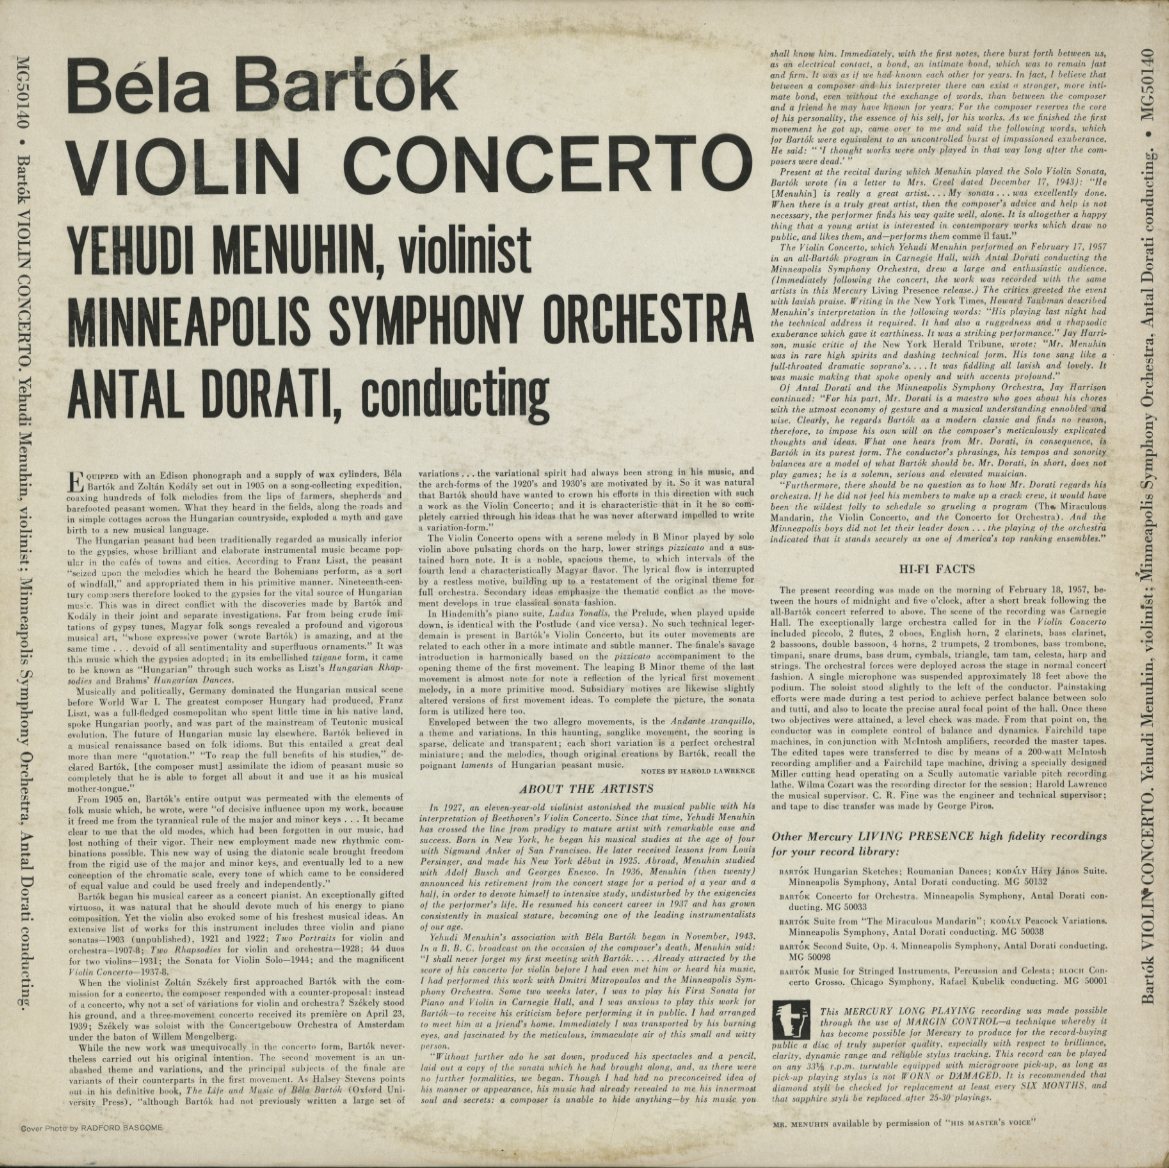 Béla Bartók
VIOLIN CONCERTO
YEHUDI MENUHIN, violinist
MINNEAPOLIS SYMPHONY ORCHESTRA
ANTAL DORATI, conducting
MG50140 • Bartók VIOLIN CONCERTO. Yehudi Menuhin, violinist; Minneapolis Symphony Orchestra. Antal Dorati conducting.
EQUIPPED with an Edison phonograph and a supply of wax cylinders, Béla
Bartók and Zoltán Kodály set out in 1905 on a song-collecting expedition,
coaxing hundreds of folk melodies from the lips of farmers, shepherds and
barefooted peasant women. What they heard in the fields, along the roads and
in simple cottages across the Hungarian countryside, exploded a myth and gave
birth to a new musical language.
The Hungarian peasant had been traditionally regarded as musically inferior
to the gypsies, whose brilliant and elaborate instrumental music became pop-
ular in the cafés of towns and cities. According to Franz Liszt, the peasant
"seized upon the melodies which he heard the Bohemians perform, as a sort
of windfall," and appropriated them in his primitive manner. Nineteenth-cen-
tury composers therefore looked to the gypsies for the vital source of Hungarian
music. This was in direct conflict with the discoveries made by Bartók and
Kodály in their joint and separate investigations. Far from being crude imi-
tations of gypsy tunes, Magyar folk songs revealed a profound and vigorous
musical art, "whose expressive power (wrote Bartók) is amazing, and at the
same time . . . devoid of all sentimentality and superfluous ornaments." It was
this music which the gypsies adopted; in its embellished tzigane form, it came
to be known as "Hungarian" through such works as Liszt's Hungarian Rhap-
sodies and Brahms' Hungarian Dances.
Musically and politically, Germany dominated the Hungarian musical scene
before World War I. The greatest composer Hungary had produced, Franz
Liszt, was a full-fledged cosmopolitan who spent little time in his native land,
spoke Hungarian poorly, and was part of the mainstream of Teutonic musical
evolution. The future of Hungarian music lay elsewhere. Bartók believed in
a musical renaissance based on folk idioms. But this entailed a great deal
more than mere "quotation." "To reap the full benefits of his studies," de-
clared Bartók, [the composer must] assimilate the idiom of peasant music so
completely that he is able to forget all about it and use it as his musical
mother-tongue."
From 1905 on, Bartók's entire output was permeated with the elements of
folk music which, he wrote, were "of decisive influence upon my work, because
it freed me from the tyrannical rule of the major and minor keys . . . It became
clear to me that the old modes, which had been forgotten in our music, had
lost nothing of their vigor. Their new employment made new rhythmic com-
binations possible. This new way of using the diatonic scale brought freedom
from the rigid use of the major and minor keys, and eventually led to a new
conception of the chromatic scale, every tone of which came to be considered
of equal value and could be used freely and independently."
Bartók began his musical career as a concert pianist. An exceptionally gifted
virtuoso, it was natural that he should devote much of his energy to piano
composition. Yet the violin also evoked some of his freshest musical ideas. An
extensive list of works for this instrument includes three violin and piano
sonatas—1903 (unpublished), 1921 and 1922; Two Portraits for violin and
orchestra—1907-8; Two Rhapsodies for violin and orchestra—1928; 44 duos
for two violins—1931; the Sonata for Violin Solo—1944; and the magnificent
Violin Concerto—1937-8.
When the violinist Zoltán Székely first approached Bartók with the com-
mission for a concerto, the composer responded with a counter-proposal: instead
of a concerto, why not a set of variations for violin and orchestra? Székely stood
his ground, and a three-movement concerto received its première on April 23,
1939; Székely was soloist with the Concertgebouw Orchestra of Amsterdam
under the baton of Willem Mengelberg.
While the new work was unequivocally in the concerto form, Bartók never-
theless carried out his original intention. The second movement is an un-
abashed theme and variations, and the principal subjects of the finale are
variants of their counterparts in the first movement. As Halsey Stevens points
out in his definitive book, The Life and Music of Béla Bartók (Oxford Uni-
versity Press), "although Bartók had not previously written a large set of
Cover Photo by RADFORD BASCOME
variations . . . the variational spirit had always been strong in his music, and
the arch-forms of the 1920's and 1930's are motivated by it. So it was natural
that Bartók should have wanted to crown his efforts in this direction with such
a work as the Violin Concerto; and it is characteristic that in it he so com-
pletely carried through his ideas that he was never afterward impelled to write
a variation-form."
The Violin Concerto opens with a serene melody in B Minor played by solo
violin above pulsating chords on the harp, lower strings pizzicato and a sus-
tained horn note. It is a noble, spacious theme, to which intervals of the
fourth lend a characteristically Magyar flavor. The lyrical flow is interrupted
by a restless motive, building up to a restatement of the original theme for
full orchestra. Secondary ideas emphasize the thematic conflict as the move-
ment develops in true classical sonata fashion.
In Hindemith's piano suite, Ludus Tonalis, the Prelude, when played upside
down, is identical with the Postlude (and vice versa). No such technical leger-
demain is present in Bartók's Violin Concerto, but its outer movements are
related to each other in a more intimate and subtle manner. The finale's savage
introduction is harmonically based on the pizzicato accompaniment to the
opening theme of the first movement. The leaping B Minor theme of the last
movement is almost note for note a reflection of the lyrical first movement
melody, in a more primitive mood. Subsidiary motives are likewise slightly
altered versions of first movement ideas. To complete the picture, the sonata
form is utilized here too.
Enveloped between the two allegro movements, is the Andante tranquillo,
a theme and variations. In this haunting, songlike movement, the scoring is
sparse, delicate and transparent; each short variation is a perfect orchestral
miniature; and the melodies, though original creations by Bartók, recall the
poignant laments of Hungarian peasant music.
NOTES BY HAROLD LAWRENCE
ABOUT THE ARTISTS
In 1927, an eleven-year-old violinist astonished the musical public with his
interpretation of Beethoven's Violin Concerto. Since that time, Yehudi Menuhin
has crossed the line from prodigy to mature artist with remarkable ease and
success. Born in New York, he began his musical studies at the age of four
with Sigmund Anker of San Francisco. He later received lessons from Louis
Persinger, and made his New York début in 1925. Abroad, Menuhin studied
with Adolf Busch and Georges Enesco. In 1936, Menuhin (then twenty)
announced his retirement from the concert stage for a period of a year and a
half, in order to devote himself to intensive study, undisturbed by the exigencies
of the performer's life. He resumed his concert career in 1937 and has grown
consistently in musical stature, becoming one of the leading instrumentalists
of our age.
Yehudi Menuhin's association with Béla Bartók began in November, 1943.
In a B. B. C. broadcast on the occasion of the composer's death, Menuhin said:
"I shall never forget my first meeting with Bartók. . . . Already attracted by the
score of his concerto for violin before I had even met him or heard his music,
I had performed this work with Dmitri Mitropoulos and the Minneapolis Sym-
phony Orchestra. Some two weeks later, I was to play his First Sonata for
Piano and Violin in Carnegie Hall, and I was anxious to play this work for
Bartók—to receive his criticism before performing it in public. I had arranged
to meet him at a friend's home. Immediately I was transported by his burning
eyes, and fascinated by the meticulous, immaculate air of this small and witty
person.
"Without further ado he sat down, produced his spectacles and a pencil,
laid out a copy of the sonata which he had brought along, and, as there were
no further formalities, we began. Though I had had no preconceived idea of
his manner or appearance, his music had already revealed to me his innermost
soul and secrets: a composer is unable to hide anything—by his music you
shall know him. Immediately, with the first notes, there burst forth between us,
as an electrical contact, a bond, an intimate bond, which was to remain fast
and firm. It was as if we had known each other for years. In fact, I believe that
between a composer and his interpreter there can exist a stronger, more inti-
mate bond, even without the exchange of words, than between the composer
and a friend he may have known for years. For the composer reserves the core
of his personality, the essence of his self, for his works. As we finished the first
movement he got up, came over to me and said the following words, which
for Bartók were equivalent to an uncontrolled burst of impassioned exuberance.
He said: " 'I thought works were only played in that way long after the com-
posers were dead.' "
Present at the recital during which Menuhin played the Solo Violin Sonata,
Bartók wrote (in a letter to Mrs. Creel dated December 17, 1943): "He
[Menuhin] is really a great artist. . . . My sonata . . . was excellently done.
When there is a truly great artist, then the composer's advice and help is not
necessary, the performer finds his way quite well, alone. It is altogether a happy
thing that a young artist is interested in contemporary works which draw no
public, and likes them, and—performs them comme il faut."
The Violin Concerto, which Yehudi Menuhin performed on February 17, 1957
in an all-Bartók program in Carnegie Hall, with Antal Dorati conducting the
Minneapolis Symphony Orchestra, drew a large and enthusiastic audience.
(Immediately following the concert, the work was recorded with the same
artists in this Mercury Living Presence release.) The critics greeted the event
with lavish praise. Writing in the New York Times, Howard Taubman described
Menuhin's interpretation in the following words: "His playing last night had
the technical address it required. It had also a ruggedness and a rhapsodic
exuberance which gave it earthiness. It was a striking performance." Jay Harri-
son, music critic of the New York Herald Tribune, wrote: "Mr. Menuhin
was in rare high spirits and dashing technical form. His tone sang like a
full-throated dramatic soprano's. . . . It was fiddling all lavish and lovely. It
was music making that spoke openly and with accents profound."
Of Antal Dorati and the Minneapolis Symphony Orchestra, Jay Harrison
continued: "For his part, Mr. Dorati is a maestro who goes about his chores
with the utmost economy of gesture and a musical understanding ennobled and
wise. Clearly, he regards Bartók as a modern classic and finds no reason,
therefore, to impose his own will on the composer's meticulously explicated
thoughts and ideas. What one hears from Mr. Dorati, in consequence, is
Bartók in its purest form. The conductor's phrasings, his tempos and sonority
balances are a model of what Bartók should be. Mr. Dorati, in short, does not
play games; he is a solemn, serious and elevated musician.
"Furthermore, there should be no question as to how Mr. Dorati regards his
orchestra. If he did not feel his members to make up a crack crew, it would have
been the wildest folly to schedule so grueling a program (The Miraculous
Mandarin, the Violin Concerto, and the Concerto for Orchestra). And the
Minneapolis boys did not let their leader down . . . the playing of the orchestra
indicated that it stands securely as one of America's top ranking ensembles."
HI-FI FACTS
The present recording was made on the morning of February 18, 1957, be-
tween the hours of midnight and five o'clock, after a short break following the
all-Bartók concert referred to above. The scene of the recording was Carnegie
Hall. The exceptionally large orchestra called for in the Violin Concerto
included piccolo, 2 flutes, 2 oboes, English horn, 2 clarinets, bass clarinet,
2 bassoons, double bassoon, 4 horns, 2 trumpets, 2 trombones, bass trombone,
timpani, snare drums, bass drum, cymbals, triangle, tam tam, celesta, harp and
strings. The orchestral forces were deployed across the stage in normal concert
fashion. A single microphone was suspended approximately 18 feet above the
podium. The soloist stood slightly to the left of the conductor. Painstaking
efforts were made during a test period to achieve perfect balance between solo
and tutti, and also to locate the precise aural focal point of the hall. Once these
two objectives were attained, a level check was made. From that point on, the
conductor was in complete control of balance and dynamics. Fairchild tape
machines, in conjunction with McIntosh amplifiers, recorded the master tapes.
The edited tapes were transferred to disc by means of a 200-watt McIntosh
recording amplifier and a Fairchild tape machine, driving a specially designed
Miller cutting head operating on a Scully automatic variable pitch recording
lathe. Wilma Cozart was the recording director for the session; Harold Lawrence
the musical supervisor. C. R. Fine was the engineer and technical supervisor;
and tape to disc transfer was made by George Piros.
Other Mercury LIVING PRESENCE high fidelity recordings
for your record library:
BARTÓK Hungarian Sketches; Roumanian Dances; KODÁLY Háry János Suite.
Minneapolis Symphony, Antal Dorati conducting. MG 50132
BARTÓK Concerto for Orchestra. Minneapolis Symphony, Antal Dorati con-
ducting. MG 50033
BARTÓK Suite from "The Miraculous Mandarin"; KODÁLY Peacock Variations.
Minneapolis Symphony, Antal Dorati conducting. MG 50038
BARTÓK Second Suite, Op. 4. Minneapolis Symphony, Antal Dorati conducting.
MG 50098
BARTÓK Music for Stringed Instruments, Percussion and Celesta; BLOCH Con-
certo Grosso. Chicago Symphony, Rafael Kubelik conducting. MG 50001
This MERCURY LONG PLAYING recording was made possible
through the use of MARGIN CONTROL—a technique whereby it
has become possible for Mercury to produce for the record-buying
public a disc of truly superior quality, especially with respect to brilliance,
clarity, dynamic range and reliable stylus tracking. This record can be played
on any 33⅓ r.p.m. turntable equipped with microgroove pick-up, as long as
pick-up playing stylus is not WORN or DAMAGED. It is recommended that
diamond styli be checked for replacement at least every SIX MONTHS, and
that sapphire styli be replaced after 25-30 playings.
MR. MENUHIN available by permission of "HIS MASTER'S VOICE"
Bartók VIOLIN CONCERTO. Yehudi Menuhin, violinist; Minneapolis Symphony Orchestra. Antal Dorati conducting. • MG50140